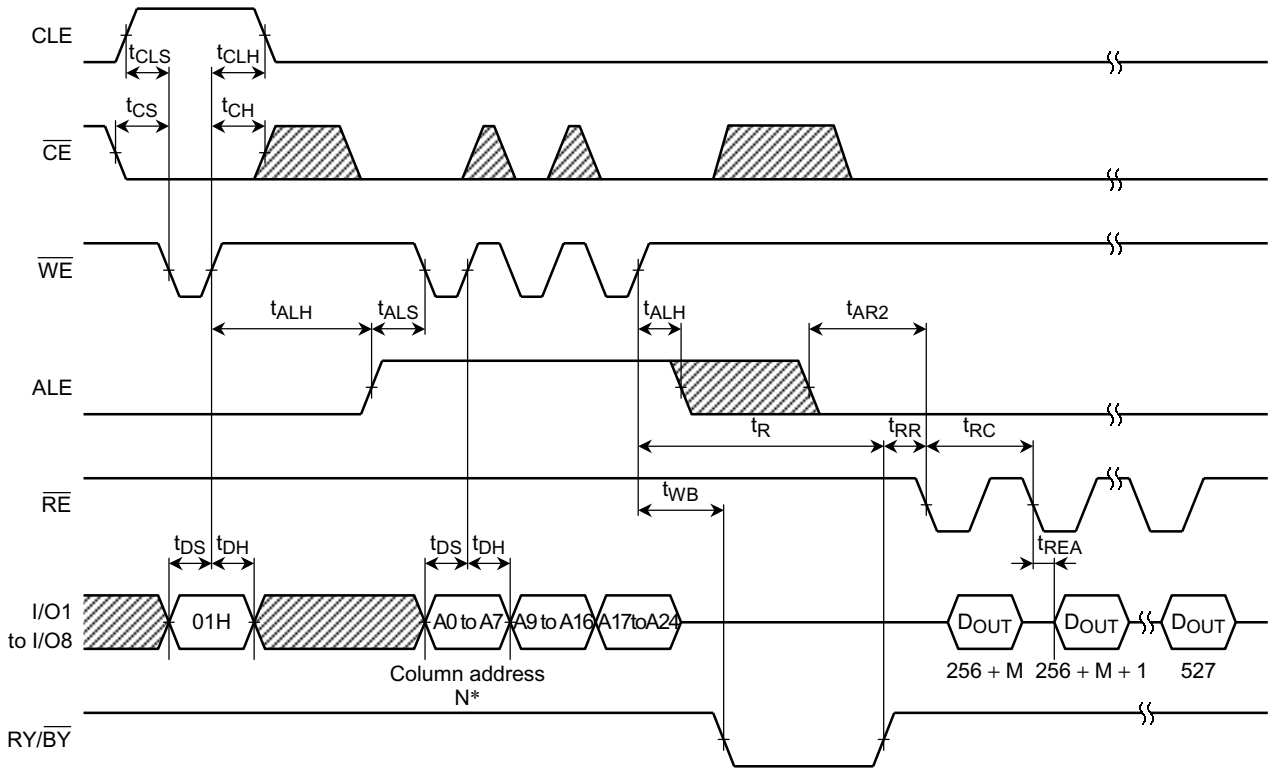 CLE
tCLS
tCLH
tCS
tCH
CE
WE
tALH
tALS
tALH
tAR2
ALE
tR
tRR
tRC
RE
tWB
tDS
tDH
tDS
tDH
tREA
I/O1
to I/O8
01H
A0 to A7
A9 to A16
A17toA24
DOUT
DOUT
DOUT
256 + M
256 + M + 1
527
Column address
N*
RY/BY